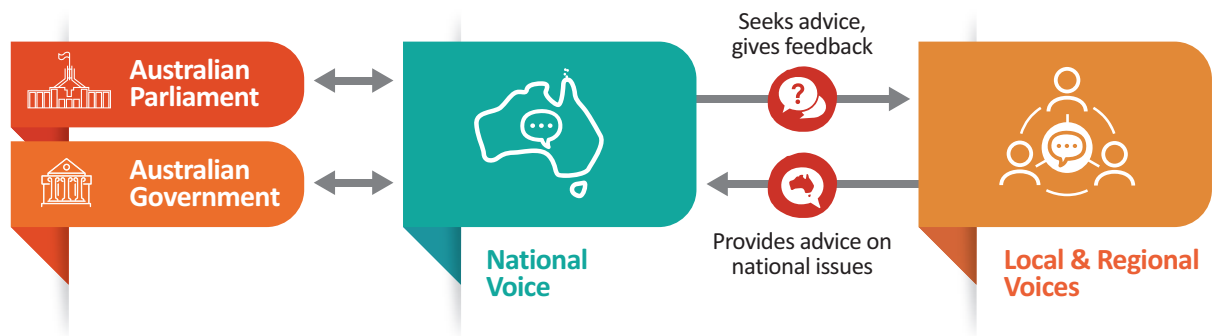 Australian
Parliament
Australian
Government
National
Voice
Seeks advice,
gives feedback
?
Provides advice on
national issues
Local & Regional
Voices